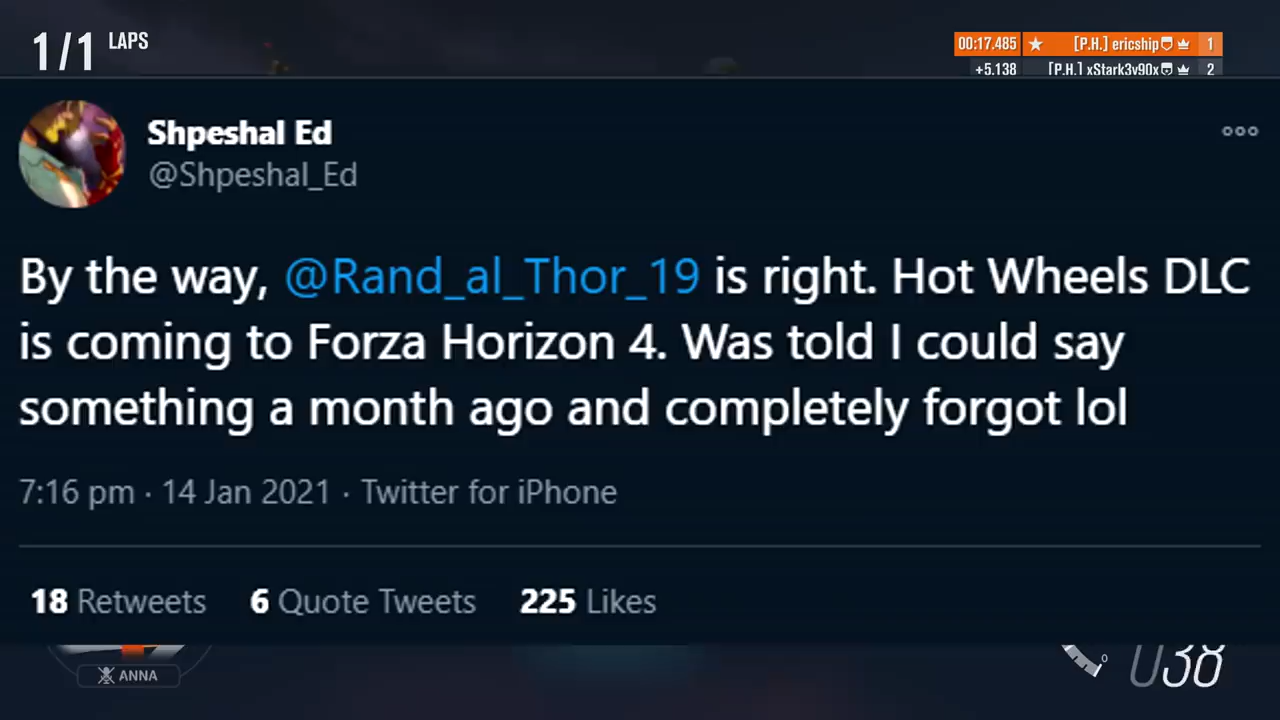 1/1 LAPS
00:17.485 [P.H.] ericship 1
+5.138 [P.H.] xStark3v90x 2
Shpeshal Ed
@Shpeshal_Ed
By the way, @Rand_al_Thor_19 is right. Hot Wheels DLC
is coming to Forza Horizon 4. Was told I could say
something a month ago and completely forgot lol
7:16 pm · 14 Jan 2021 · Twitter for iPhone
18 Retweets 6 Quote Tweets 225 Likes
ANNA
0
038